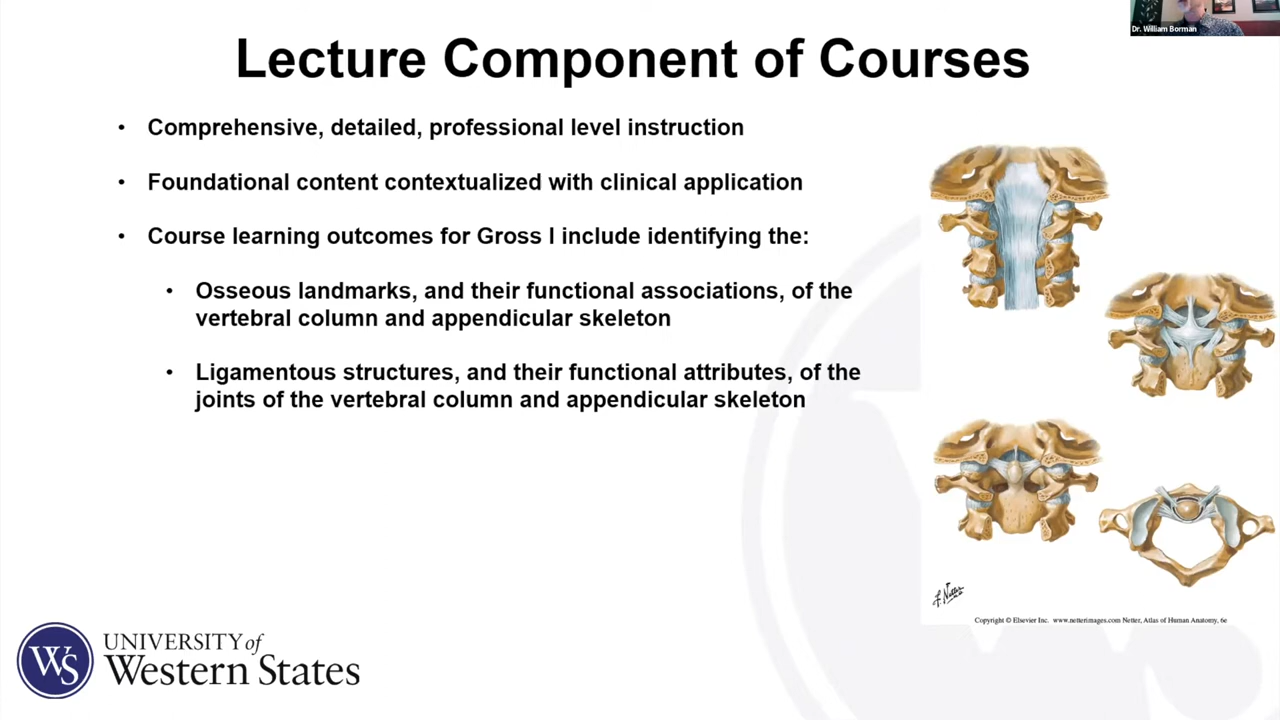 Dr. William Borman
Lecture Component of Courses
• Comprehensive, detailed, professional level instruction
• Foundational content contextualized with clinical application
• Course learning outcomes for Gross I include identifying the:
• Osseous landmarks, and their functional associations, of the
vertebral column and appendicular skeleton
• Ligamentous structures, and their functional attributes, of the
joints of the vertebral column and appendicular skeleton
F. Netter
Copyright © Elsevier Inc. www.netterimages.com Netter, Atlas of Human Anatomy, 6e
WS
UNIVERSITY of
Western States